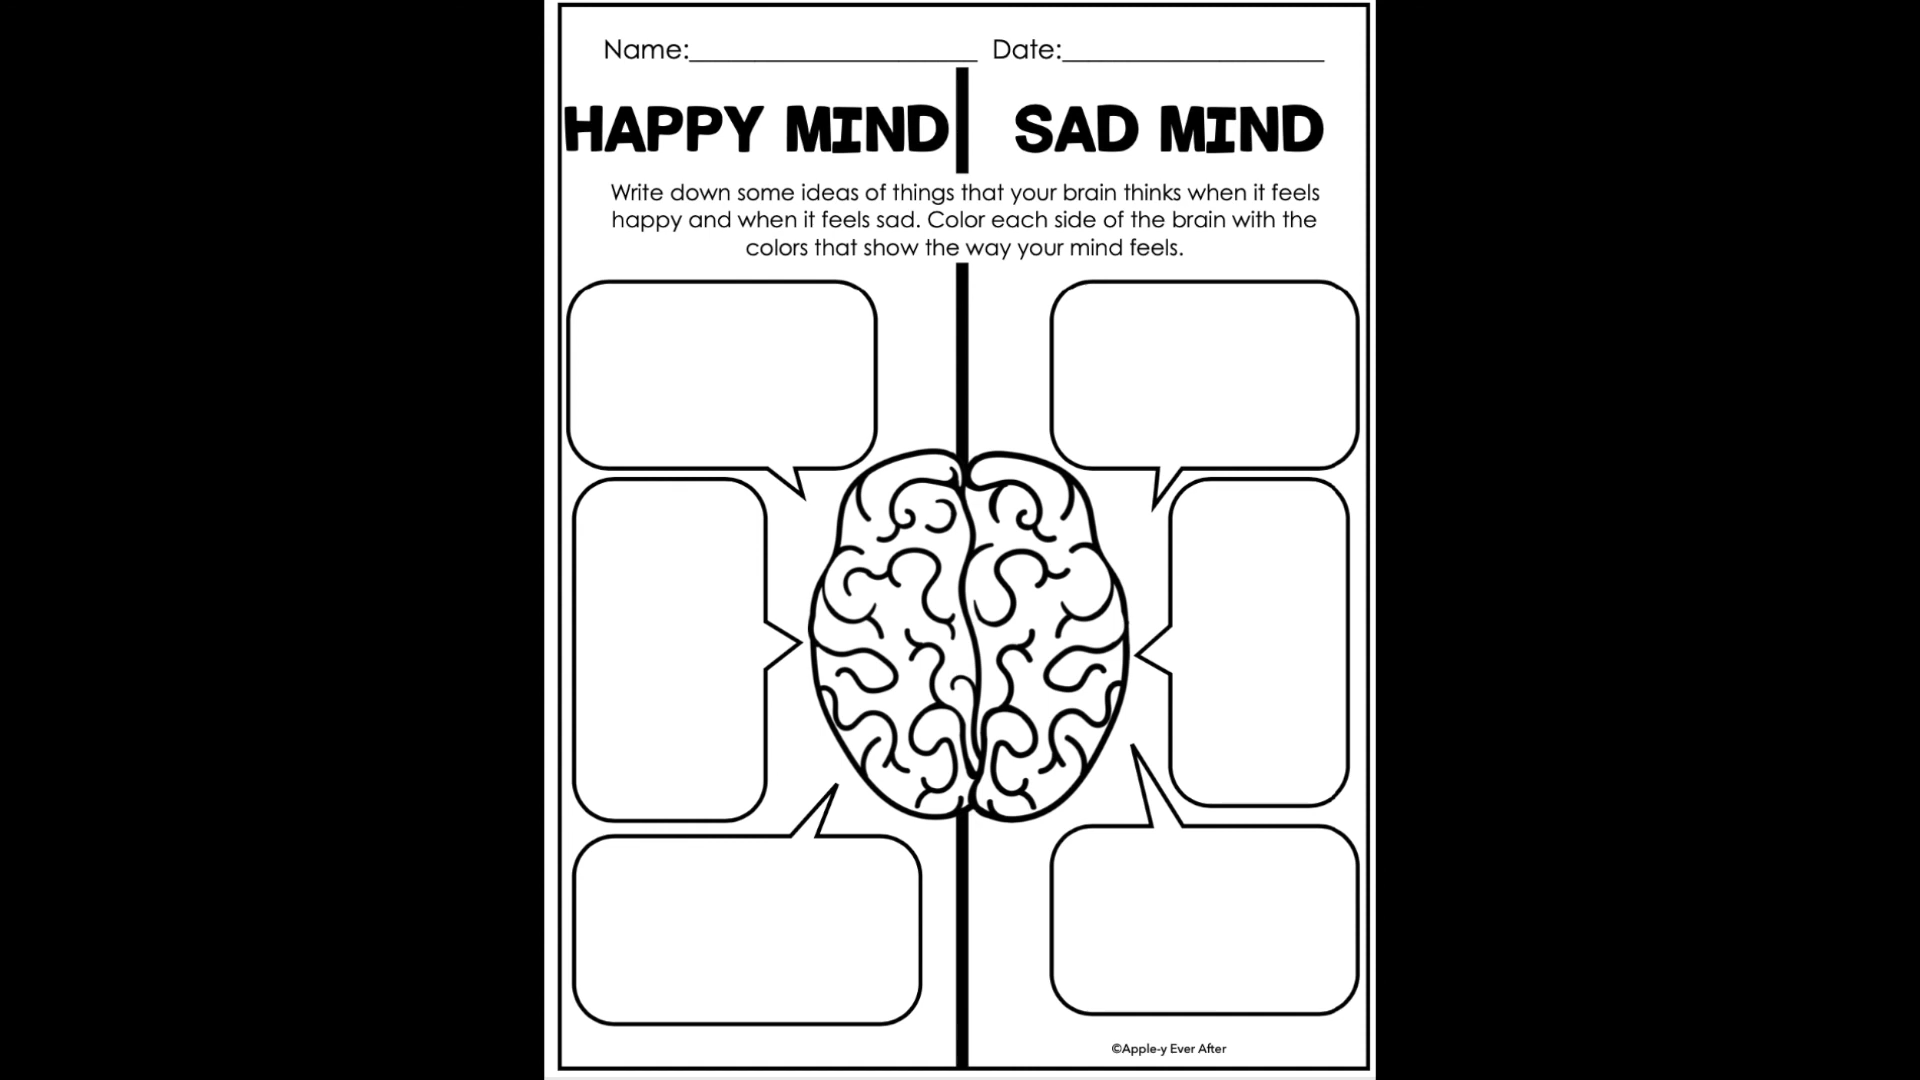 Name:____________________ Date:__________________
HAPPY MIND SAD MIND
Write down some ideas of things that your brain thinks when it feels
happy and when it feels sad. Color each side of the brain with the
colors that show the way your mind feels.
©Apple-y Ever After